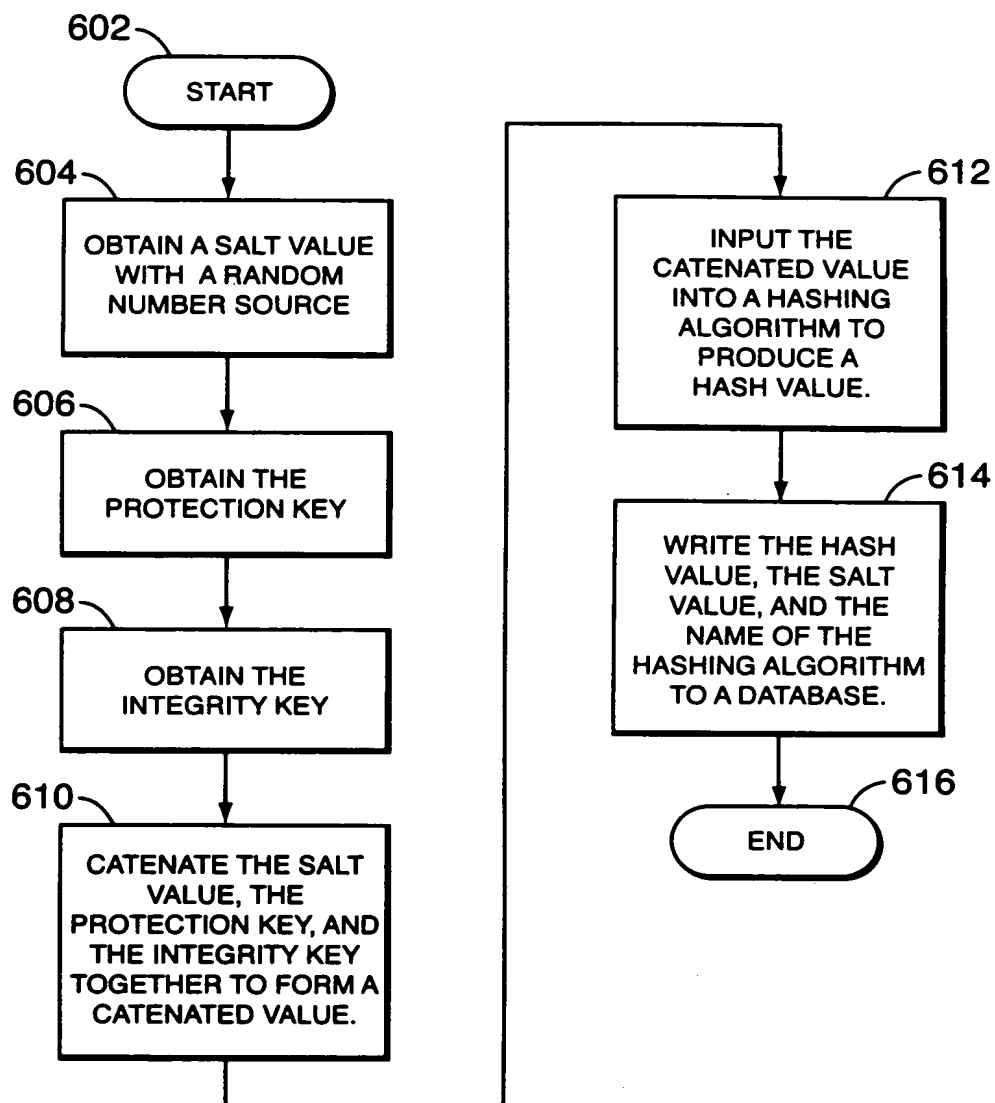 602
START
604
OBTAIN A SALT VALUE
WITH A RANDOM
NUMBER SOURCE
606
OBTAIN THE
PROTECTION KEY
608
OBTAIN THE
INTEGRITY KEY
610
CATENATE THE SALT
VALUE, THE
PROTECTION KEY, AND
THE INTEGRITY KEY
TOGETHER TO FORM A
CATENATED VALUE.
612
INPUT THE
CATENATED VALUE
INTO A HASHING
ALGORITHM TO
PRODUCE A
HASH VALUE.
614
WRITE THE HASH
VALUE, THE SALT
VALUE, AND THE
NAME OF THE
HASHING ALGORITHM
TO A DATABASE.
616
END